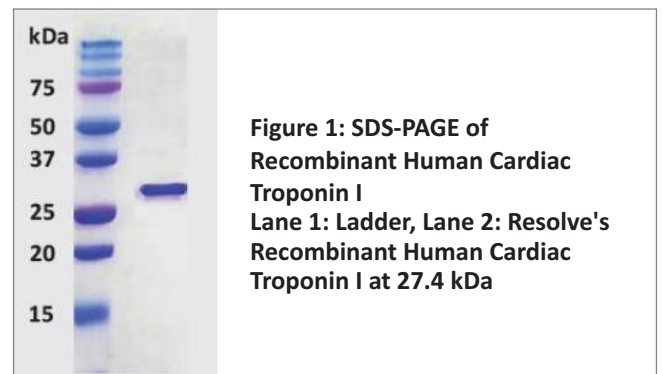 kDa
75
50
37
25
20
15
Figure 1: SDS-PAGE of
Recombinant Human Cardiac
Troponin I
Lane 1: Ladder, Lane 2: Resolve's
Recombinant Human Cardiac
Troponin I at 27.4 kDa